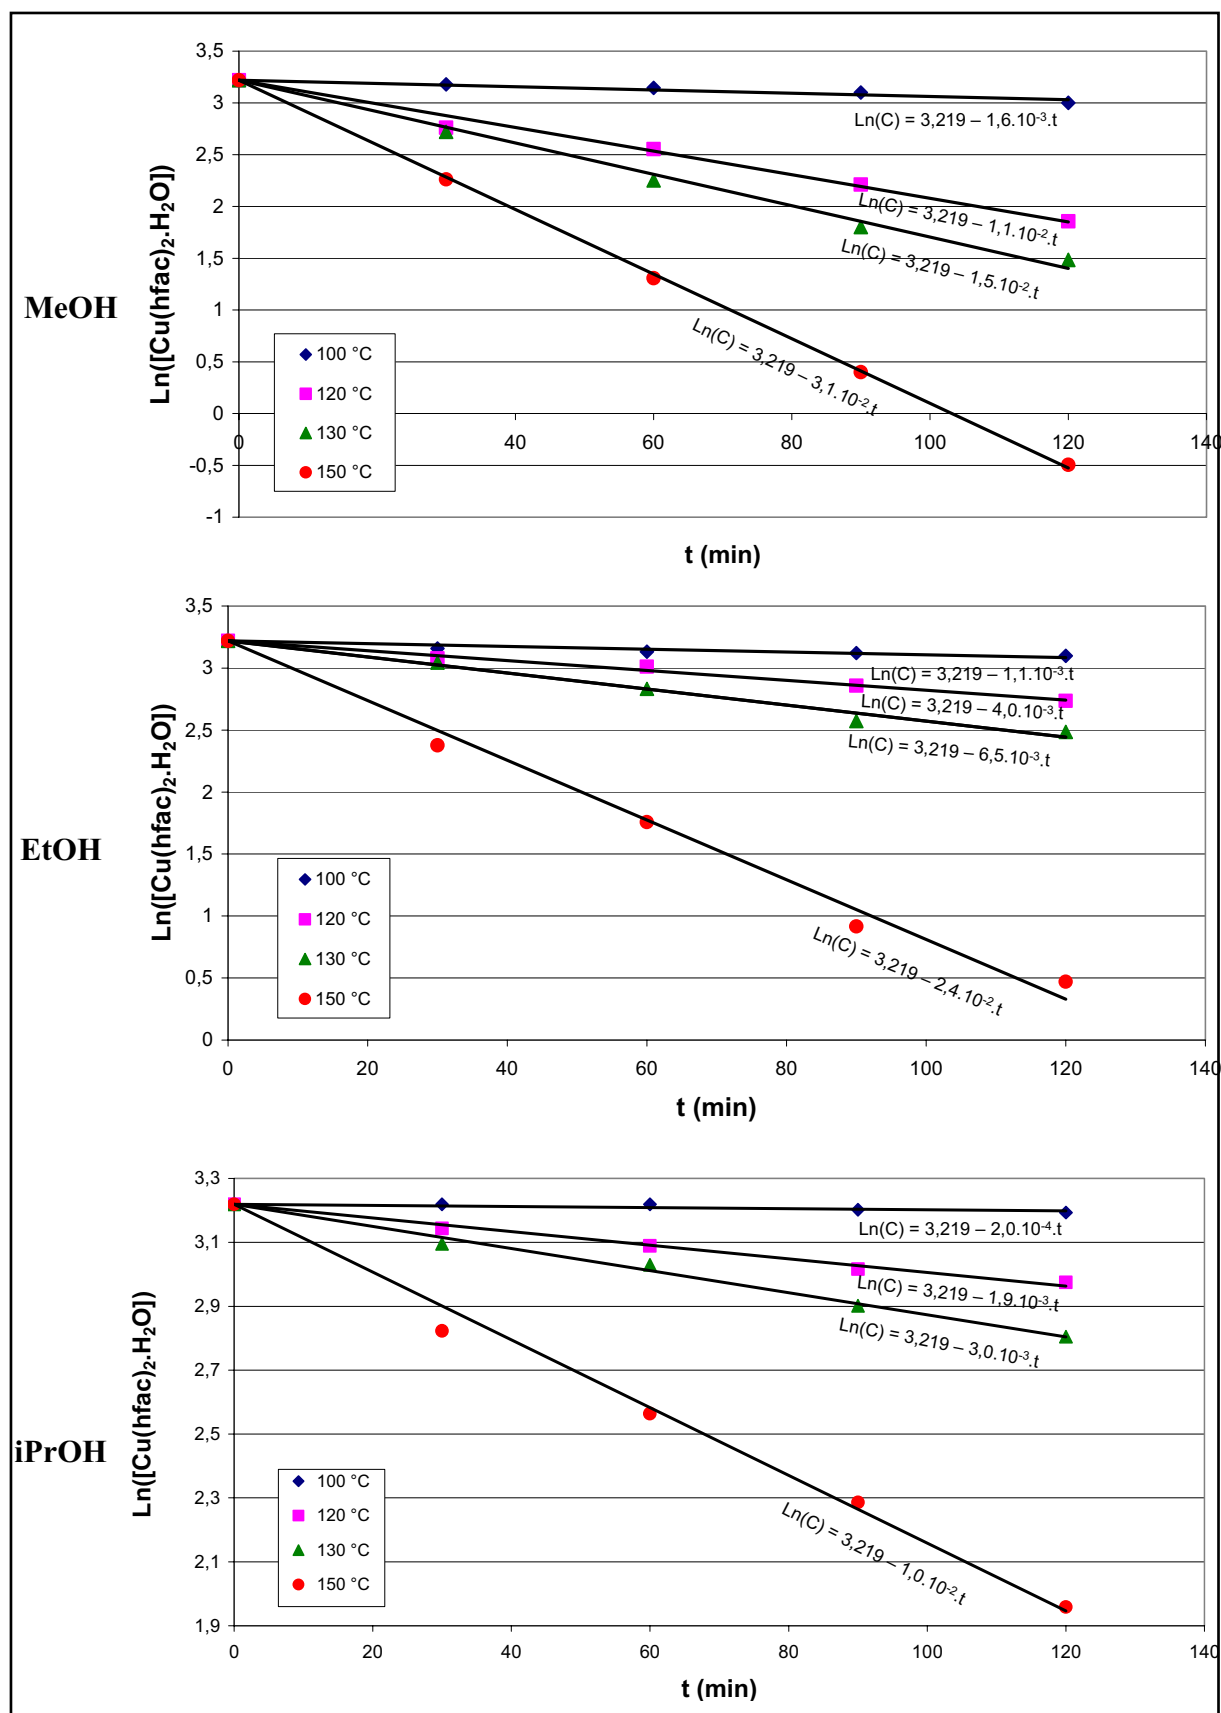 MeOH
Ln([Cu(hfac)₂.H₂O])
3,5
3
2,5
2
1,5
1
0,5
0
-0,5
-1
0
40
60
80
100
120
140
t (min)
100 °C
120 °C
130 °C
150 °C
Ln(C) = 3,219 – 1,6.10⁻³.t
Ln(C) = 3,219 – 1,1.10⁻².t
Ln(C) = 3,219 – 1,5.10⁻².t
Ln(C) = 3,219 – 3,1.10⁻².t
EtOH
Ln([Cu(hfac)₂.H₂O])
3,5
3
2,5
2
1,5
1
0,5
0
0
20
40
60
80
100
120
140
t (min)
100 °C
120 °C
130 °C
150 °C
Ln(C) = 3,219 – 1,1.10⁻³.t
Ln(C) = 3,219 – 4,0.10⁻³.t
Ln(C) = 3,219 – 6,5.10⁻³.t
Ln(C) = 3,219 – 2,4.10⁻².t
iPrOH
Ln([Cu(hfac)₂.H₂O])
3,3
3,1
2,9
2,7
2,5
2,3
2,1
1,9
0
20
40
60
80
100
120
140
t (min)
100 °C
120 °C
130 °C
150 °C
Ln(C) = 3,219 – 2,0.10⁻⁴.t
Ln(C) = 3,219 – 1,9.10⁻³.t
Ln(C) = 3,219 – 3,0.10⁻³.t
Ln(C) = 3,219 – 1,0.10⁻².t